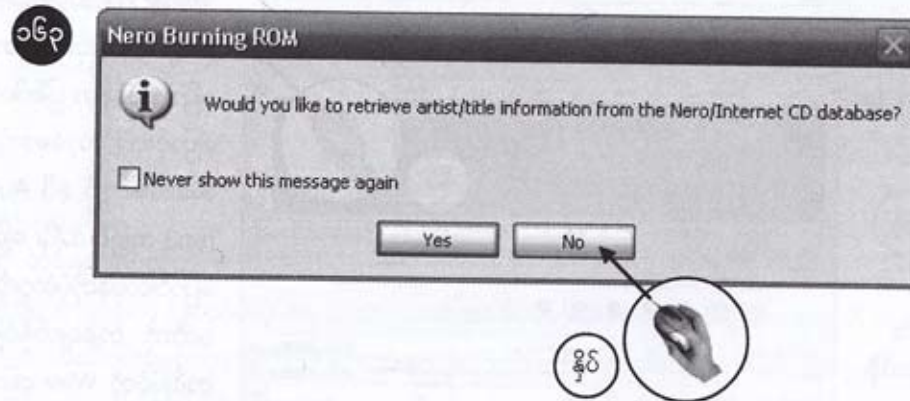 ၁၆၃
Nero Burning ROM
Would you like to retrieve artist/title information from the Nero/Internet CD database?
Never show this message again
Yes No
နှိပ်